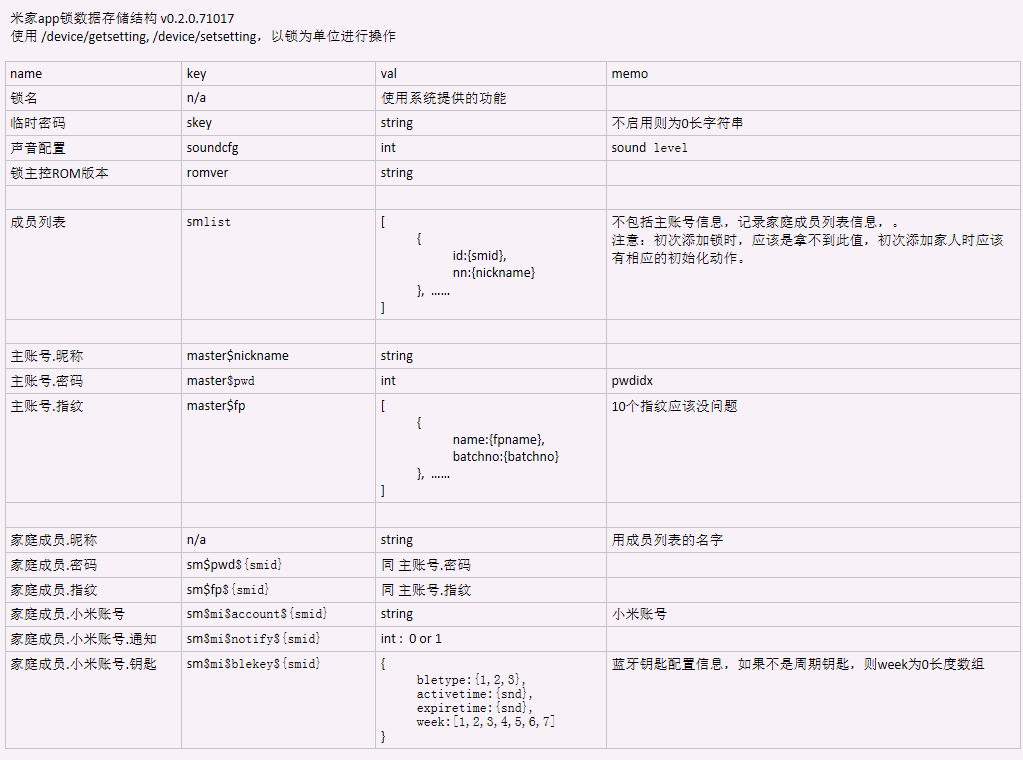 米家app锁数据存储结构 v0.2.0.71017
使用 /device/getsetting, /device/setsetting，以锁为单位进行操作
name key val memo
锁名 n/a 使用系统提供的功能
临时密码 skey string 不启用则为0长字符串
声音配置 soundcfg int sound level
锁主控ROM版本 romver string
成员列表 smlist [ 不包括主账号信息，记录家庭成员列表信息，。
{ 注意：初次添加锁时，应该是拿不到此值，初次添加家人时应该
id:{smid}, 有相应的初始化动作。
nn:{nickname}
}, ......
]
主账号.昵称 master$nickname string
主账号.密码 master$pwd int pwdidx
主账号.指纹 master$fp [ 10个指纹应该没问题
{
name:{fpname},
batchno:{batchno}
}, ......
]
家庭成员.昵称 n/a string 用成员列表的名字
家庭成员.密码 sm$pwd${smid} 同 主账号.密码
家庭成员.指纹 sm$fp${smid} 同 主账号.指纹
家庭成员.小米账号 sm$mi$account${smid} string 小米账号
家庭成员.小米账号.通知 sm$mi$notify${smid} int : 0 or 1
家庭成员.小米账号.钥匙 sm$mi$blekey${smid} { 蓝牙钥匙配置信息，如果不是周期钥匙，则week为0长度数组
bletype:{1,2,3},
activetime:{snd},
expiretime:{snd},
week:[1,2,3,4,5,6,7]
}